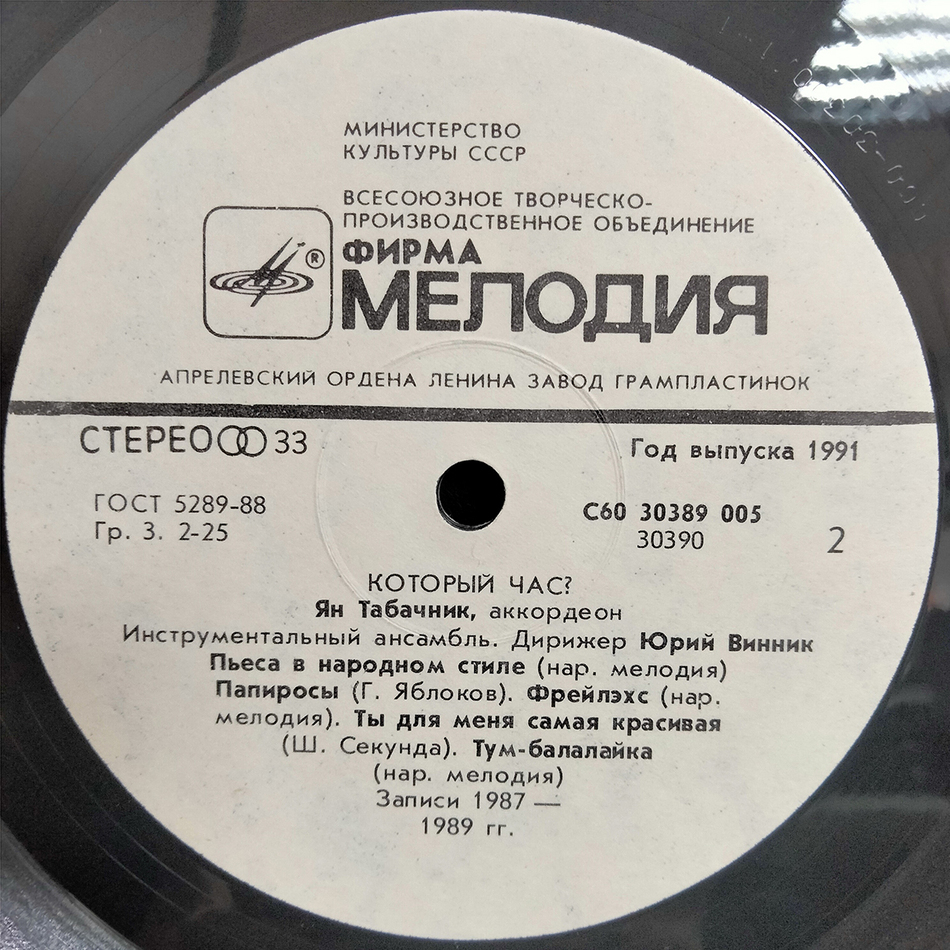 МИНИСТЕРСТВО
КУЛЬТУРЫ СССР
ВСЕСОЮЗНОЕ ТВОРЧЕСКО-
ПРОИЗВОДСТВЕННОЕ ОБЪЕДИНЕНИЕ
®
ФИРМА
МЕЛОДИЯ
АПРЕЛЕВСКИЙ ОРДЕНА ЛЕНИНА ЗАВОД ГРАМПЛАСТИНОК
СТЕРЕО 33
Год выпуска 1991
ГОСТ 5289-88
Гр. 3. 2-25
С60 30389 005
30390
2
КОТОРЫЙ ЧАС?
Ян Табачник, аккордеон
Инструментальный ансамбль. Дирижер Юрий Винник
Пьеса в народном стиле (нар. мелодия)
Папиросы (Г. Яблоков). Фрейлэхс (нар.
мелодия). Ты для меня самая красивая
(Ш. Секунда). Тум-балалайка
(нар. мелодия)
Записи 1987 —
1989 гг.